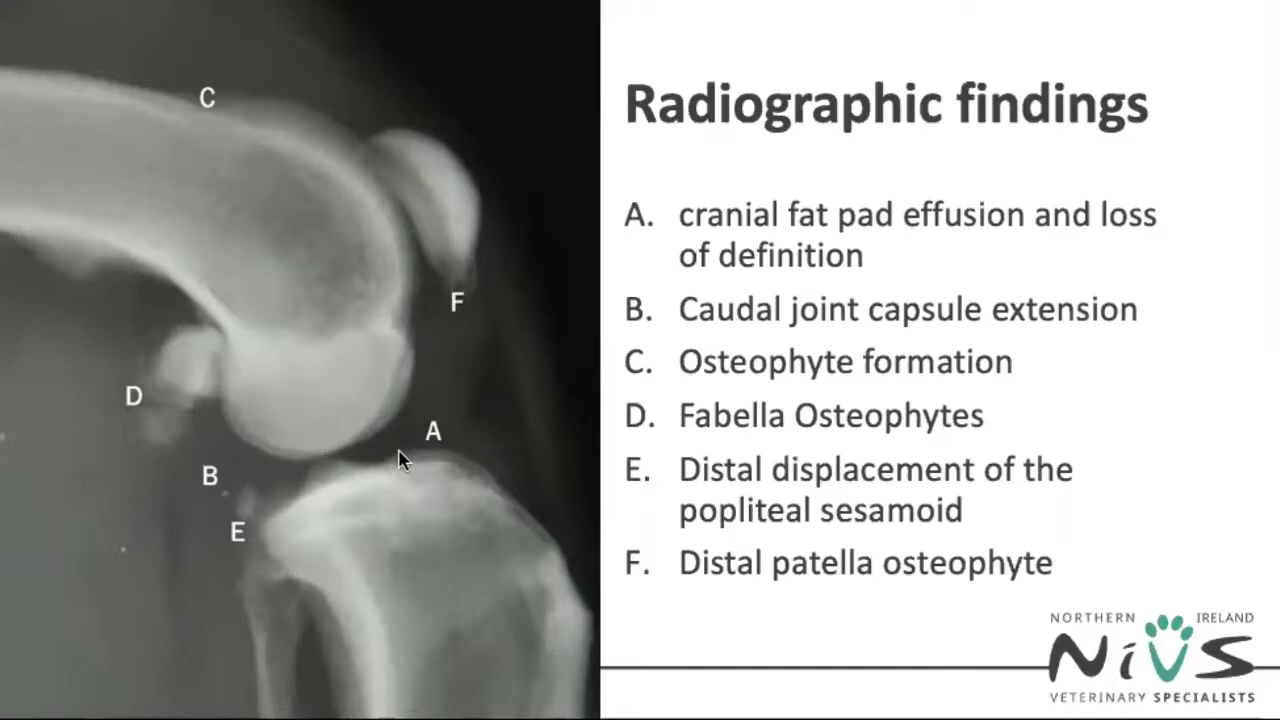 C
F
D
A
B
E
Radiographic findings
A. cranial fat pad effusion and loss
of definition
B. Caudal joint capsule extension
C. Osteophyte formation
D. Fabella Osteophytes
E. Distal displacement of the
popliteal sesamoid
F. Distal patella osteophyte
NORTHERN IRELAND
NiVS
VETERINARY SPECIALISTS